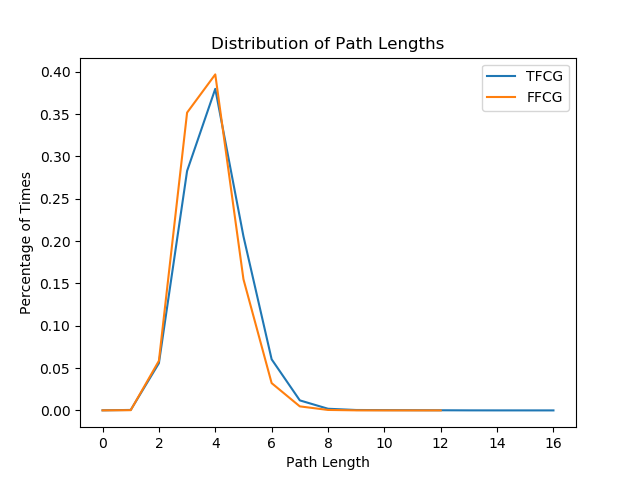 Distribution of Path Lengths
TFCG
FFCG
Percentage of Times
0.40
0.35
0.30
0.25
0.20
0.15
0.10
0.05
0.00
0 2 4 6 8 10 12 14 16
Path Length